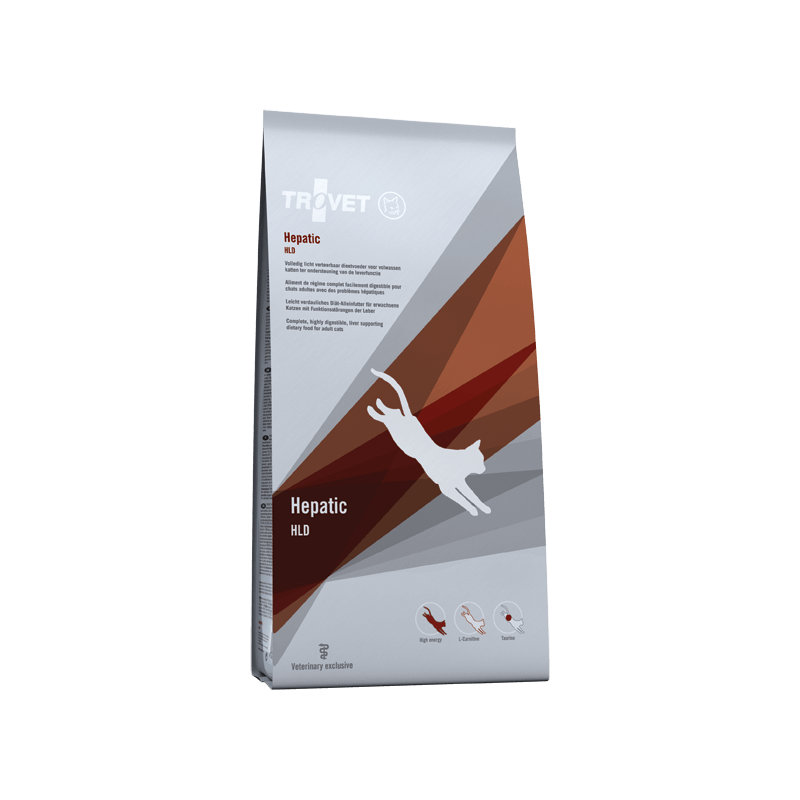 TROVET
Hepatic
HLD
Volledig licht verteerbaar dieetvoeder voor volwassen
katten ter ondersteuning van de leverfunctie
Aliment de régime complet facilement digestible pour
chats adultes avec des problèmes hépatiques
Leicht verdauliches Diät-Alleinfutter für erwachsene
Katzen mit Funktionsstörungen der Leber
Complete, highly digestible, liver supporting
dietary food for adult cats
Hepatic
HLD
High energy
L-Carnitine
Taurine
Veterinary exclusive